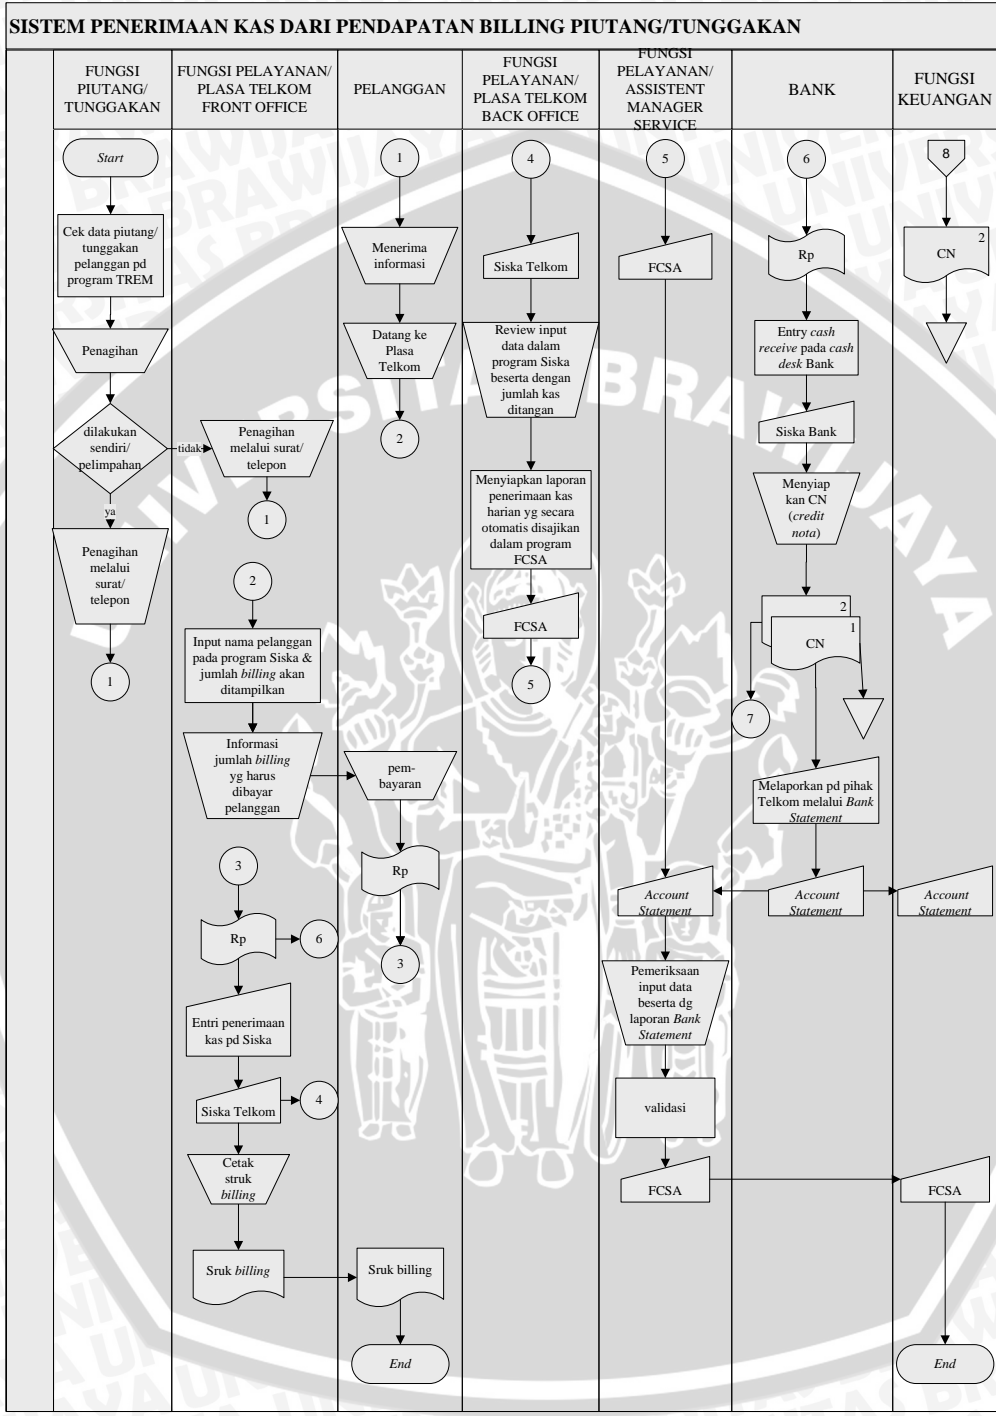 SISTEM PENERIMAAN KAS DARI PENDAPATAN BILLING PIUTANG/TUNGGAKAN
FUNGSI
PIUTANG/
TUNGGAKAN
FUNGSI PELAYANAN/
PLASA TELKOM
FRONT OFFICE
PELANGGAN
FUNGSI
PELAYANAN/
PLASA TELKOM
BACK OFFICE
FUNGSI
PELAYANAN/
ASSISTENT
MANAGER
SERVICE
BANK
FUNGSI
KEUANGAN
Start
Cek data piutang/
tunggakan
pelanggan pd
program TREM
Penagihan
dilakukan
sendiri/
pelimpahan
tidak
ya
Penagihan
melalui
surat/
telepon
1
Penagihan
melalui surat/
telepon
1
2
Input nama pelanggan
pada program Siska &
jumlah billing akan
ditampilkan
Informasi
jumlah billing
yg harus
dibayar
pelanggan
3
Rp
6
Entri penerimaan
kas pd Siska
Siska Telkom
4
Cetak
struk
billing
Sruk billing
1
Menerima
informasi
Datang ke
Plasa
Telkom
2
pem-
bayaran
Rp
3
Sruk billing
End
4
Siska Telkom
Review input
data dalam
program Siska
beserta dengan
jumlah kas
ditangan
Menyiapkan laporan
penerimaan kas
harian yg secara
otomatis disajikan
dalam program
FCSA
FCSA
5
5
FCSA
Account
Statement
Pemeriksaan
input data
beserta dg
laporan Bank
Statement
validasi
FCSA
6
Rp
Entry cash
receive pada cash
desk Bank
Siska Bank
Menyiap
kan CN
(credit
nota)
2
1
CN
7
Melaporkan pd pihak
Telkom melalui Bank
Statement
Account
Statement
8
2
CN
Account
Statement
FCSA
End
UNIVERSITAS BRAWIJAYA